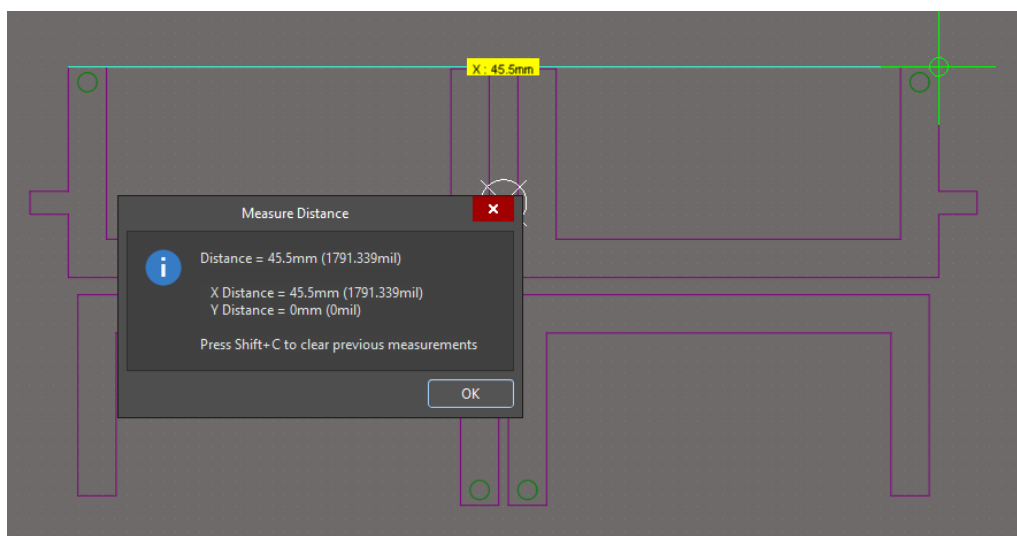 X : 45.5mm
Measure Distance
Distance = 45.5mm (1791.339mil)
X Distance = 45.5mm (1791.339mil)
Y Distance = 0mm (0mil)
Press Shift+C to clear previous measurements
OK